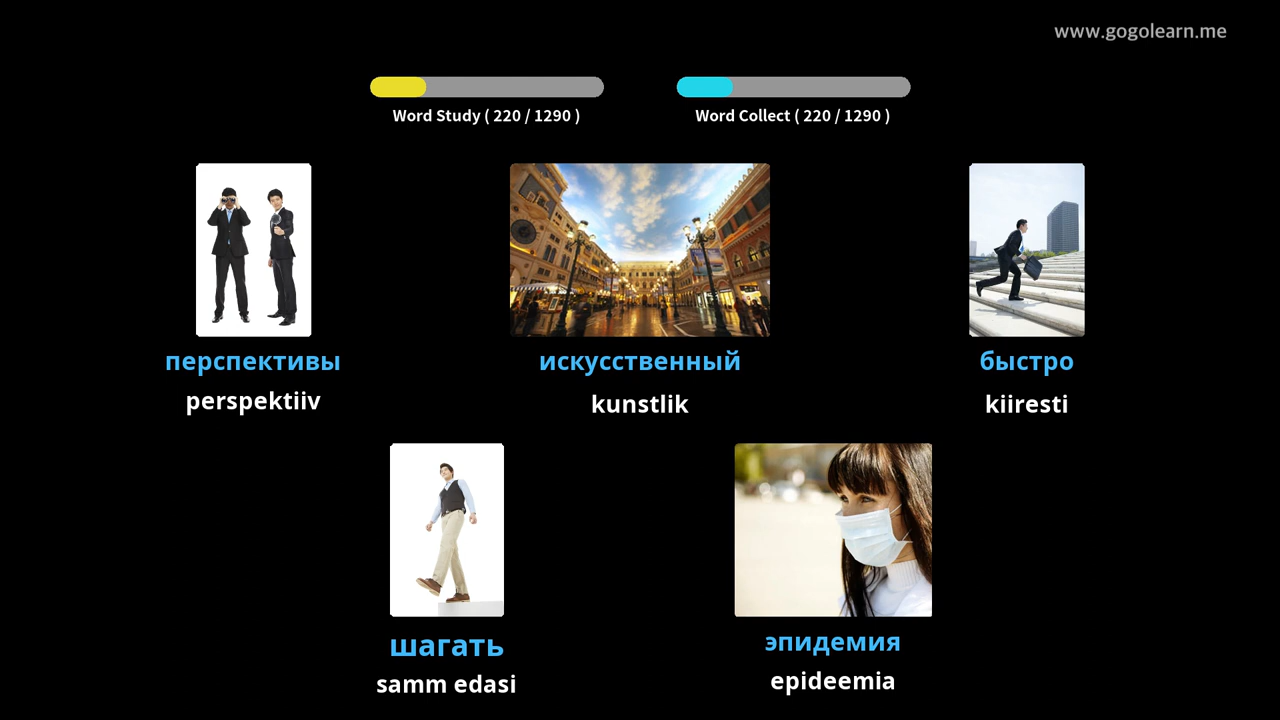 www.gogolearn.me
Word Study ( 220 / 1290 )
Word Collect ( 220 / 1290 )
перспективы
perspektiiv
искусственный
kunstlik
быстро
kiiresti
шагать
samm edasi
эпидемия
epideemia